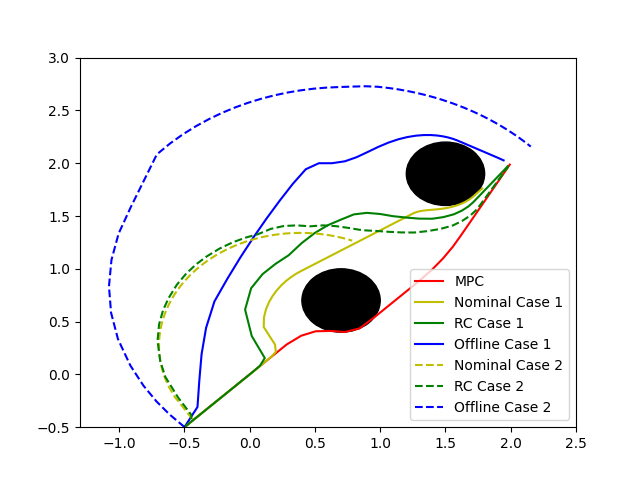 3.0
2.5
2.0
1.5
1.0
0.5
0.0
−0.5
MPC
Nominal Case 1
RC Case 1
Offline Case 1
Nominal Case 2
RC Case 2
Offline Case 2
−1.0 −0.5 0.0 0.5 1.0 1.5 2.0 2.5